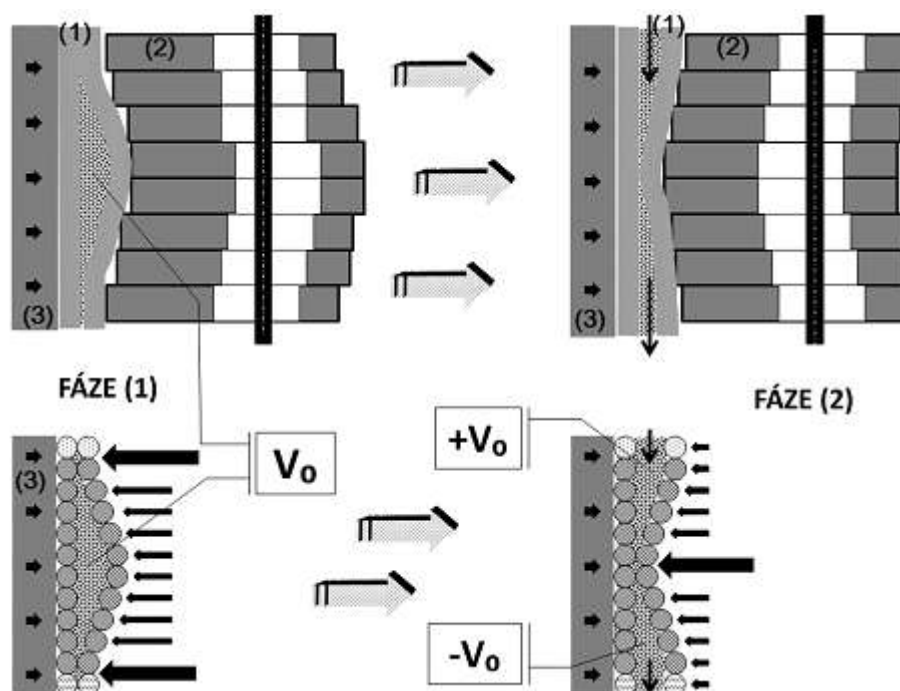 (1)
(2)
(3)
(1)
(2)
(3)
FÁZE (1)
FÁZE (2)
V₀
+V₀
(3)
-V₀